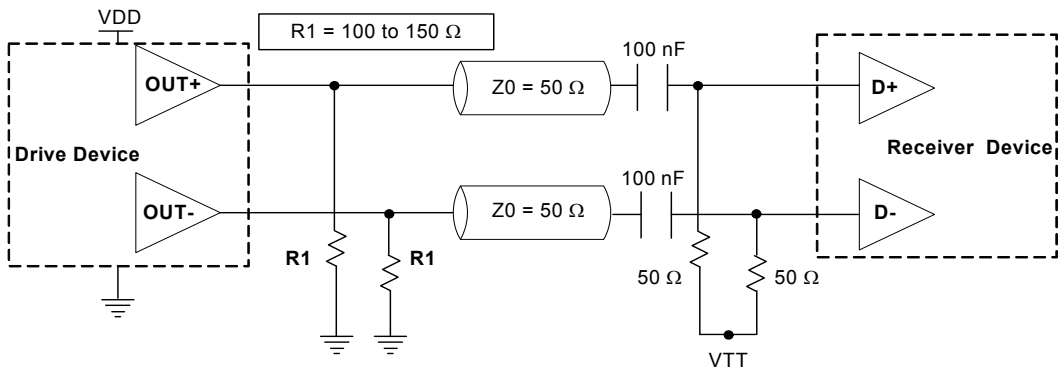 VDD
R1 = 100 to 150 Ω
100 nF
OUT+
Z0 = 50 Ω
D+
Drive Device
Receiver Device
100 nF
OUT-
Z0 = 50 Ω
D-
R1
R1
50 Ω
50 Ω
VTT